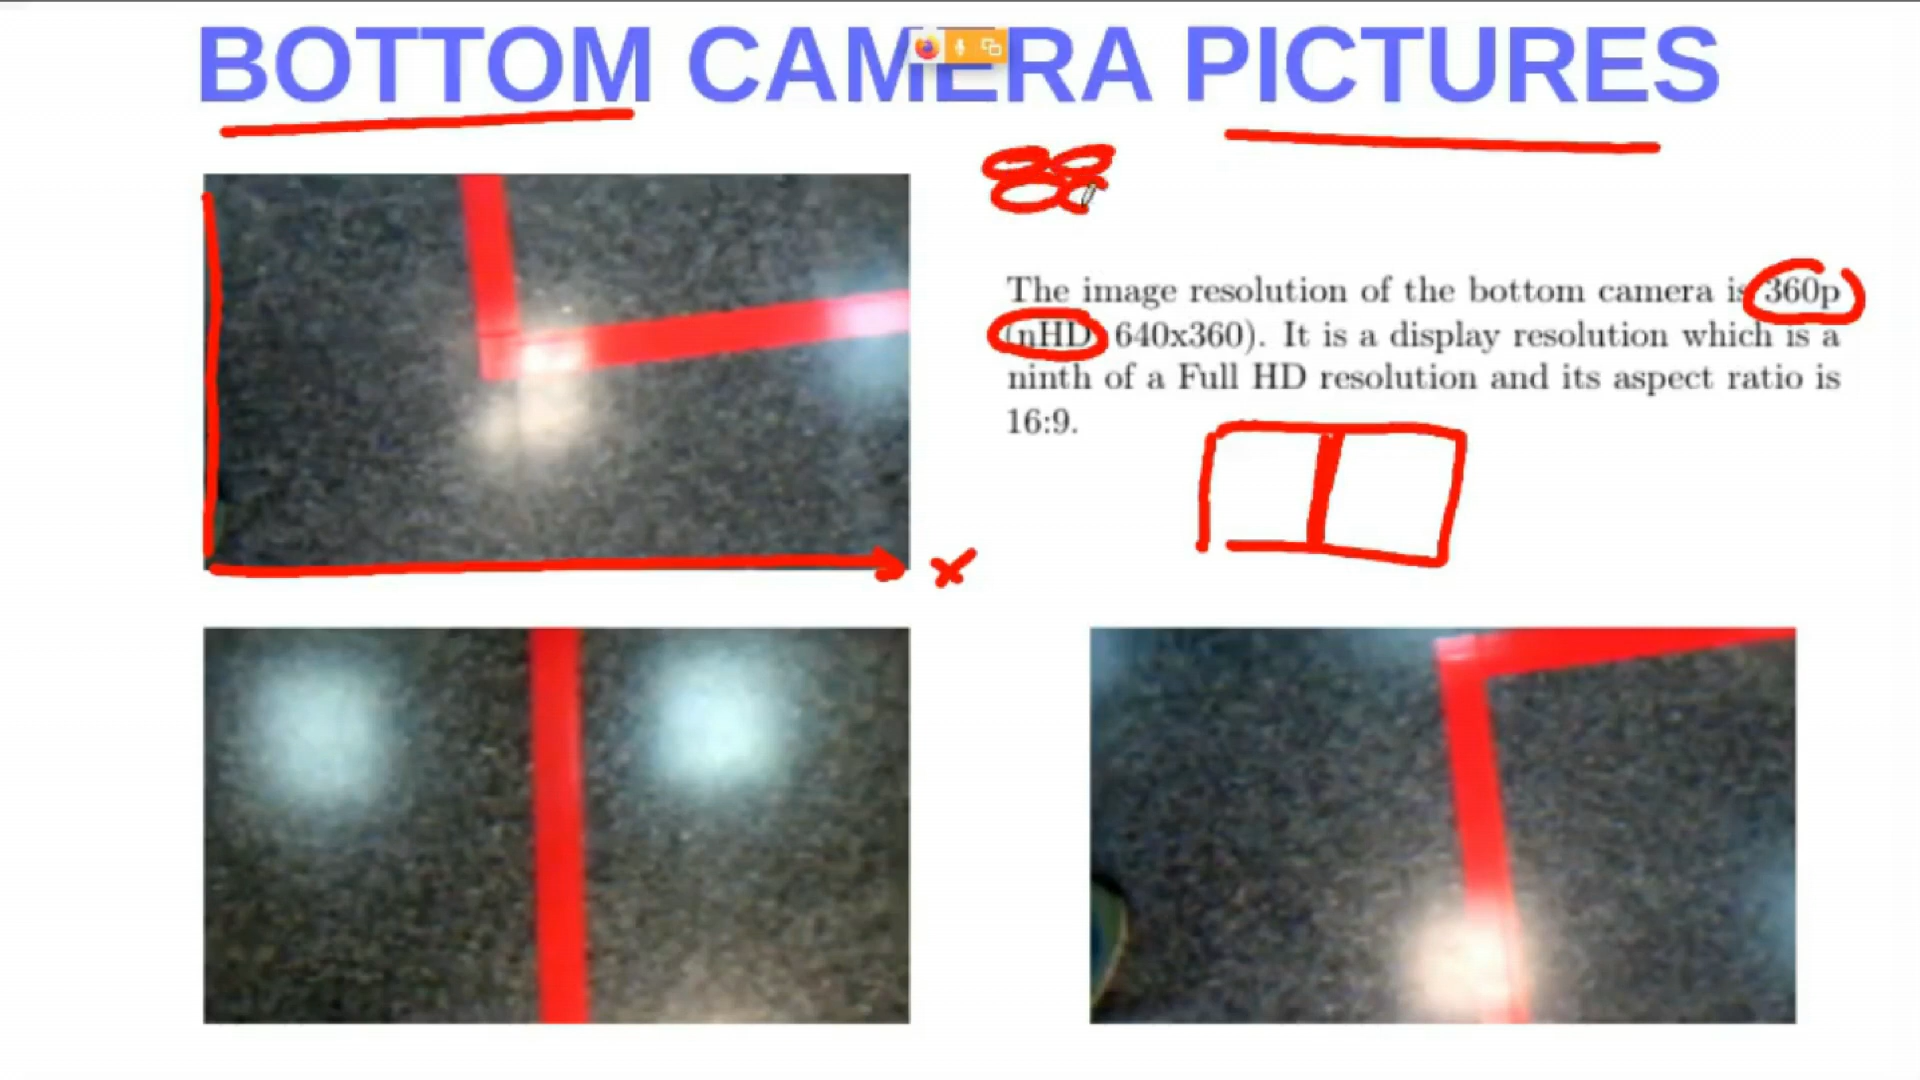 BOTTOM CAMERA PICTURES
The image resolution of the bottom camera is 360p
(nHD 640x360). It is a display resolution which is a
ninth of a Full HD resolution and its aspect ratio is
16:9.
x